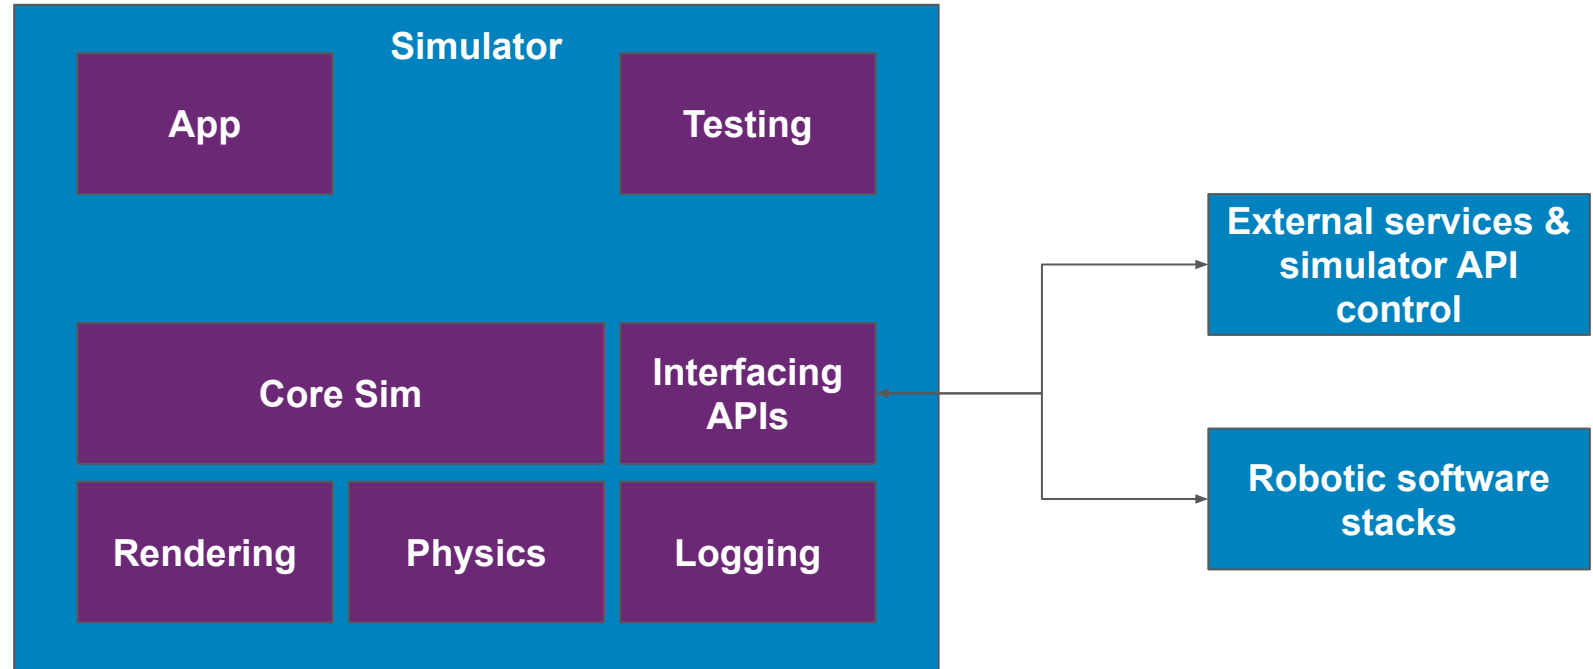 Simulator
App
Testing
External services &
simulator API
control
Core Sim
Interfacing
APIs
Robotic software
stacks
Rendering
Physics
Logging